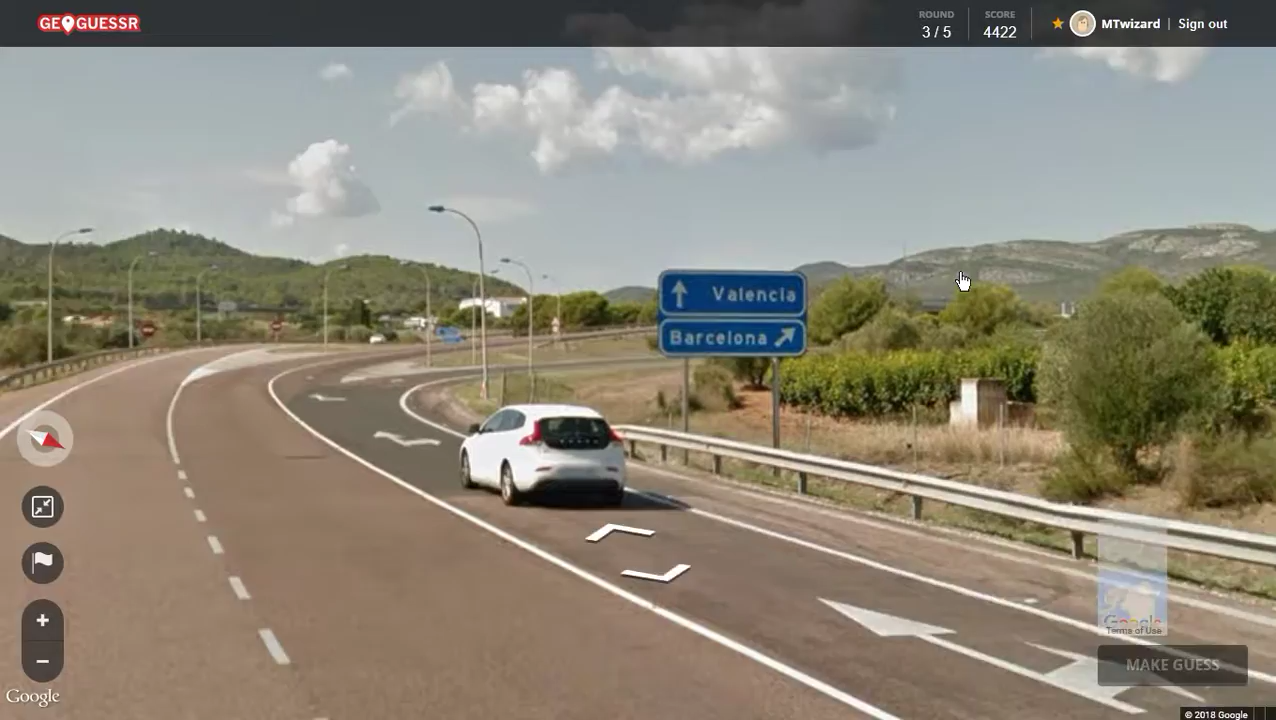 GEOGUESSR
ROUND
3 / 5
SCORE
4422
MTwizard | Sign out
Valencia
Barcelona
Google
Terms of Use
MAKE GUESS
Google
© 2018 Google